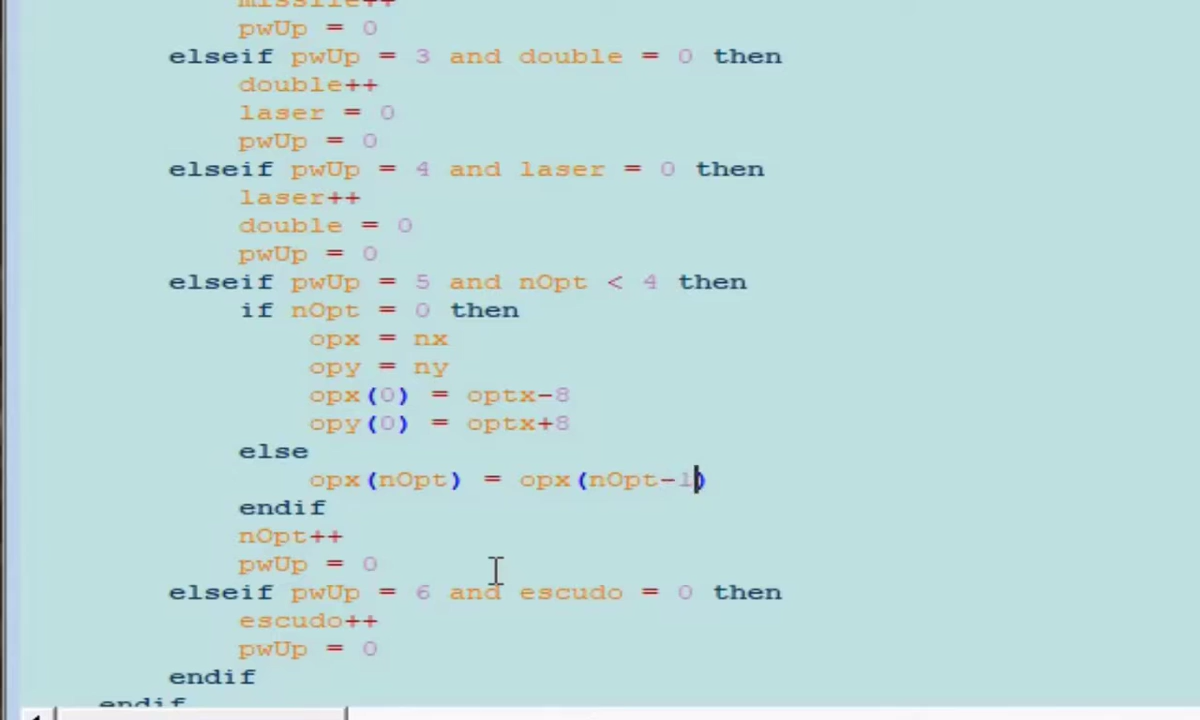 missile++
pwUp = 0
elseif pwUp = 3 and double = 0 then
double++
laser = 0
pwUp = 0
elseif pwUp = 4 and laser = 0 then
laser++
double = 0
pwUp = 0
elseif pwUp = 5 and nOpt < 4 then
if nOpt = 0 then
opx = nx
opy = ny
opx(0) = optx-8
opy(0) = optx+8
else
opx(nOpt) = opx(nOpt-1)
endif
nOpt++
pwUp = 0
elseif pwUp = 6 and escudo = 0 then
escudo++
pwUp = 0
endif
endif